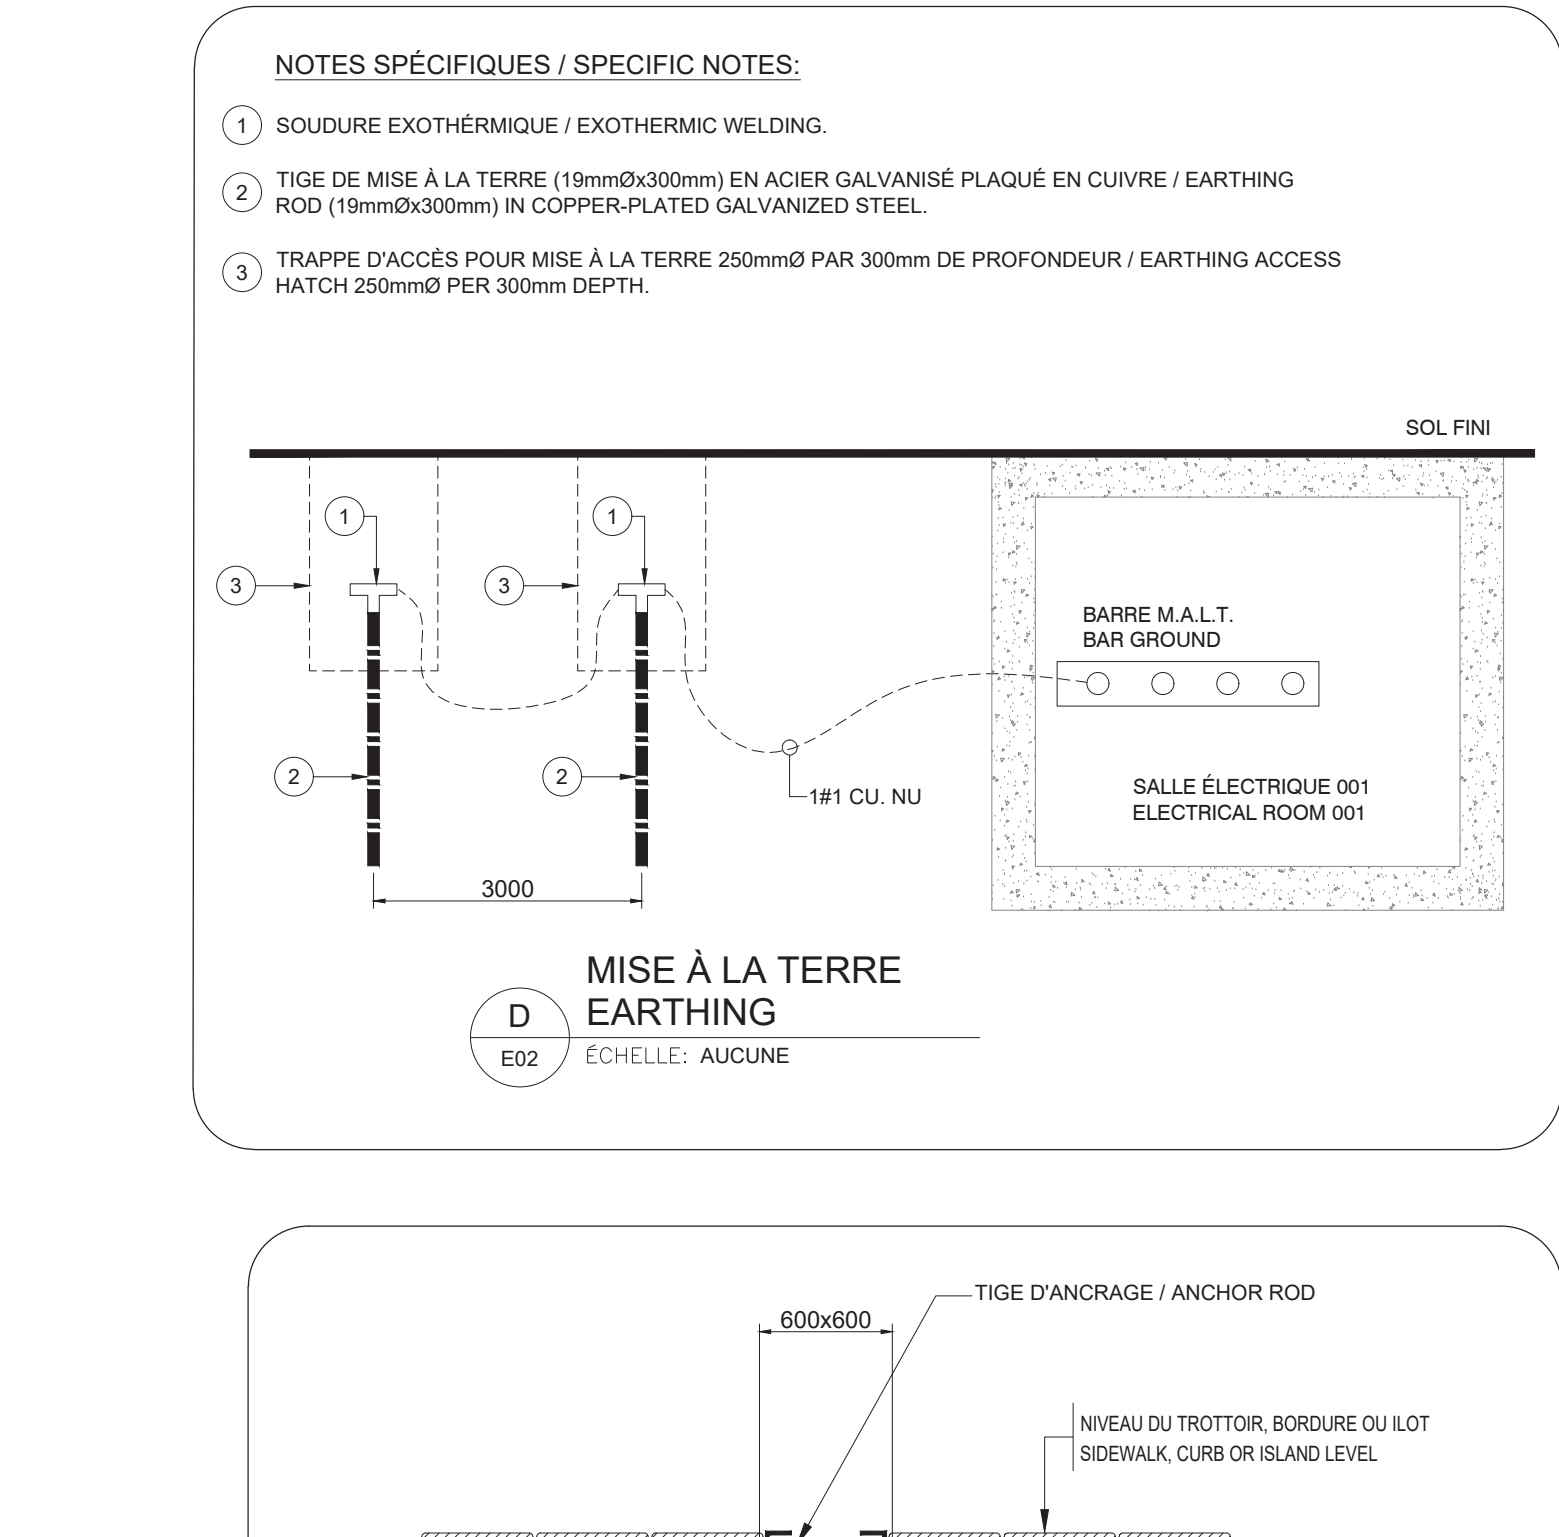 NOTES SPÉCIFIQUES / SPECIFIC NOTES:
1 SOUDURE EXOTHÉRMIQUE / EXOTHERMIC WELDING.
2 TIGE DE MISE À LA TERRE (19mmØx300mm) EN ACIER GALVANISÉ PLAQUÉ EN CUIVRE / EARTHING
ROD (19mmØx300mm) IN COPPER-PLATED GALVANIZED STEEL.
3 TRAPPE D'ACCÈS POUR MISE À LA TERRE 250mmØ PAR 300mm DE PROFONDEUR / EARTHING ACCESS
HATCH 250mmØ PER 300mm DEPTH.
SOL FINI
1
1
3
3
BARRE M.A.L.T.
BAR GROUND
2
2
1#1 CU. NU
SALLE ÉLECTRIQUE 001
ELECTRICAL ROOM 001
3000
MISE À LA TERRE
EARTHING
D
E02
ÉCHELLE: AUCUNE
TIGE D'ANCRAGE / ANCHOR ROD
600x600
NIVEAU DU TROTTOIR, BORDURE OU ILOT
SIDEWALK, CURB OR ISLAND LEVEL